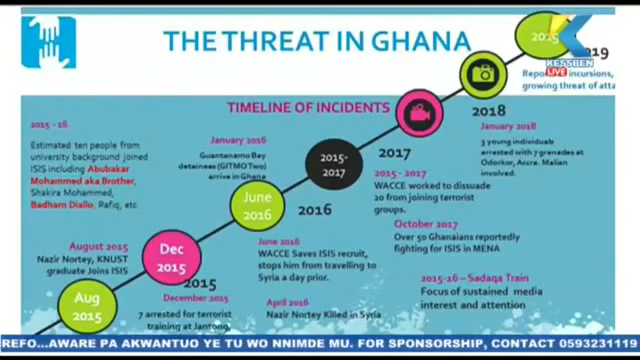 THE THREAT IN GHANA
TIMELINE OF INCIDENTS
KESSBEN
LIVE
2019
Incursions,
growing threat of atta
2018
January 2018
3 young individuals
arrested with 7 grenades at
Odorkor, Accra. Malian
involved.
2017
2015 - 2017
WACCE worked to dissuade
20 from joining terrorist
groups.
October 2017
Over 50 Ghanaians reportedly
fighting for ISIS in MENA
2015-16 – Sadaqa Train
Focus of sustained media
interest and attention
2015-
2017
January 2016
Guantanamo Bay
detainees (GITMO Two)
arrive in Ghana
June
2016
2016
June 2016
WACCE Saves ISIS recruit,
stops him from travelling to
Syria a day prior.
April 2016
Nazir Nortey Killed in Syria
2015 - 16
Estimated ten people from
university background joined
ISIS including Abubakar
Mohammed aka Brother,
Shakira Mohammed,
Badham Diallo, Rafiq, etc.
August 2015
Nazir Nortey, KNUST
graduate Joins ISIS
Dec
2015
2015
December 2015
7 arrested for terrorist
training at Jantong,
Aug
2015
REFO...AWARE PA AKWANTUO YE TU WO NNIMDE MU. FOR SPONSORSHIP, CONTACT 0593231119